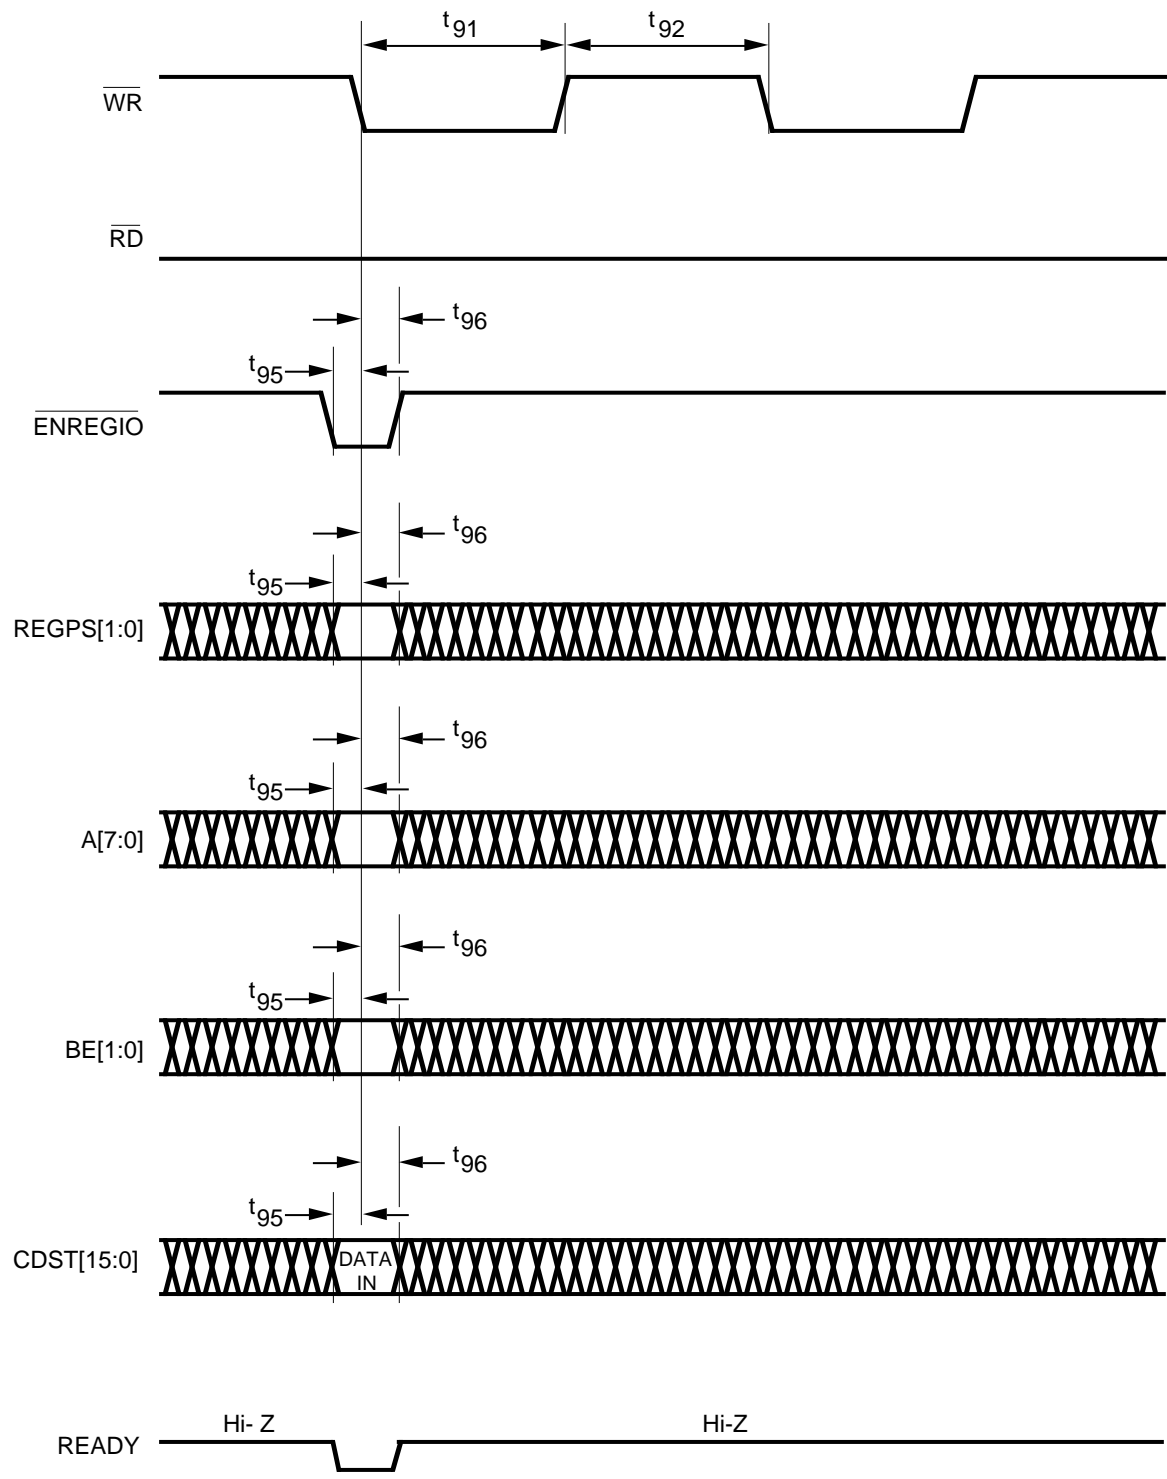 t91 t92
WR
RD
t96
t95
ENREGIO
t96
t95
REGPS[1:0]
t96
t95
A[7:0]
t96
t95
BE[1:0]
t96
t95
CDST[15:0]
DATA
IN
Hi- Z Hi-Z
READY